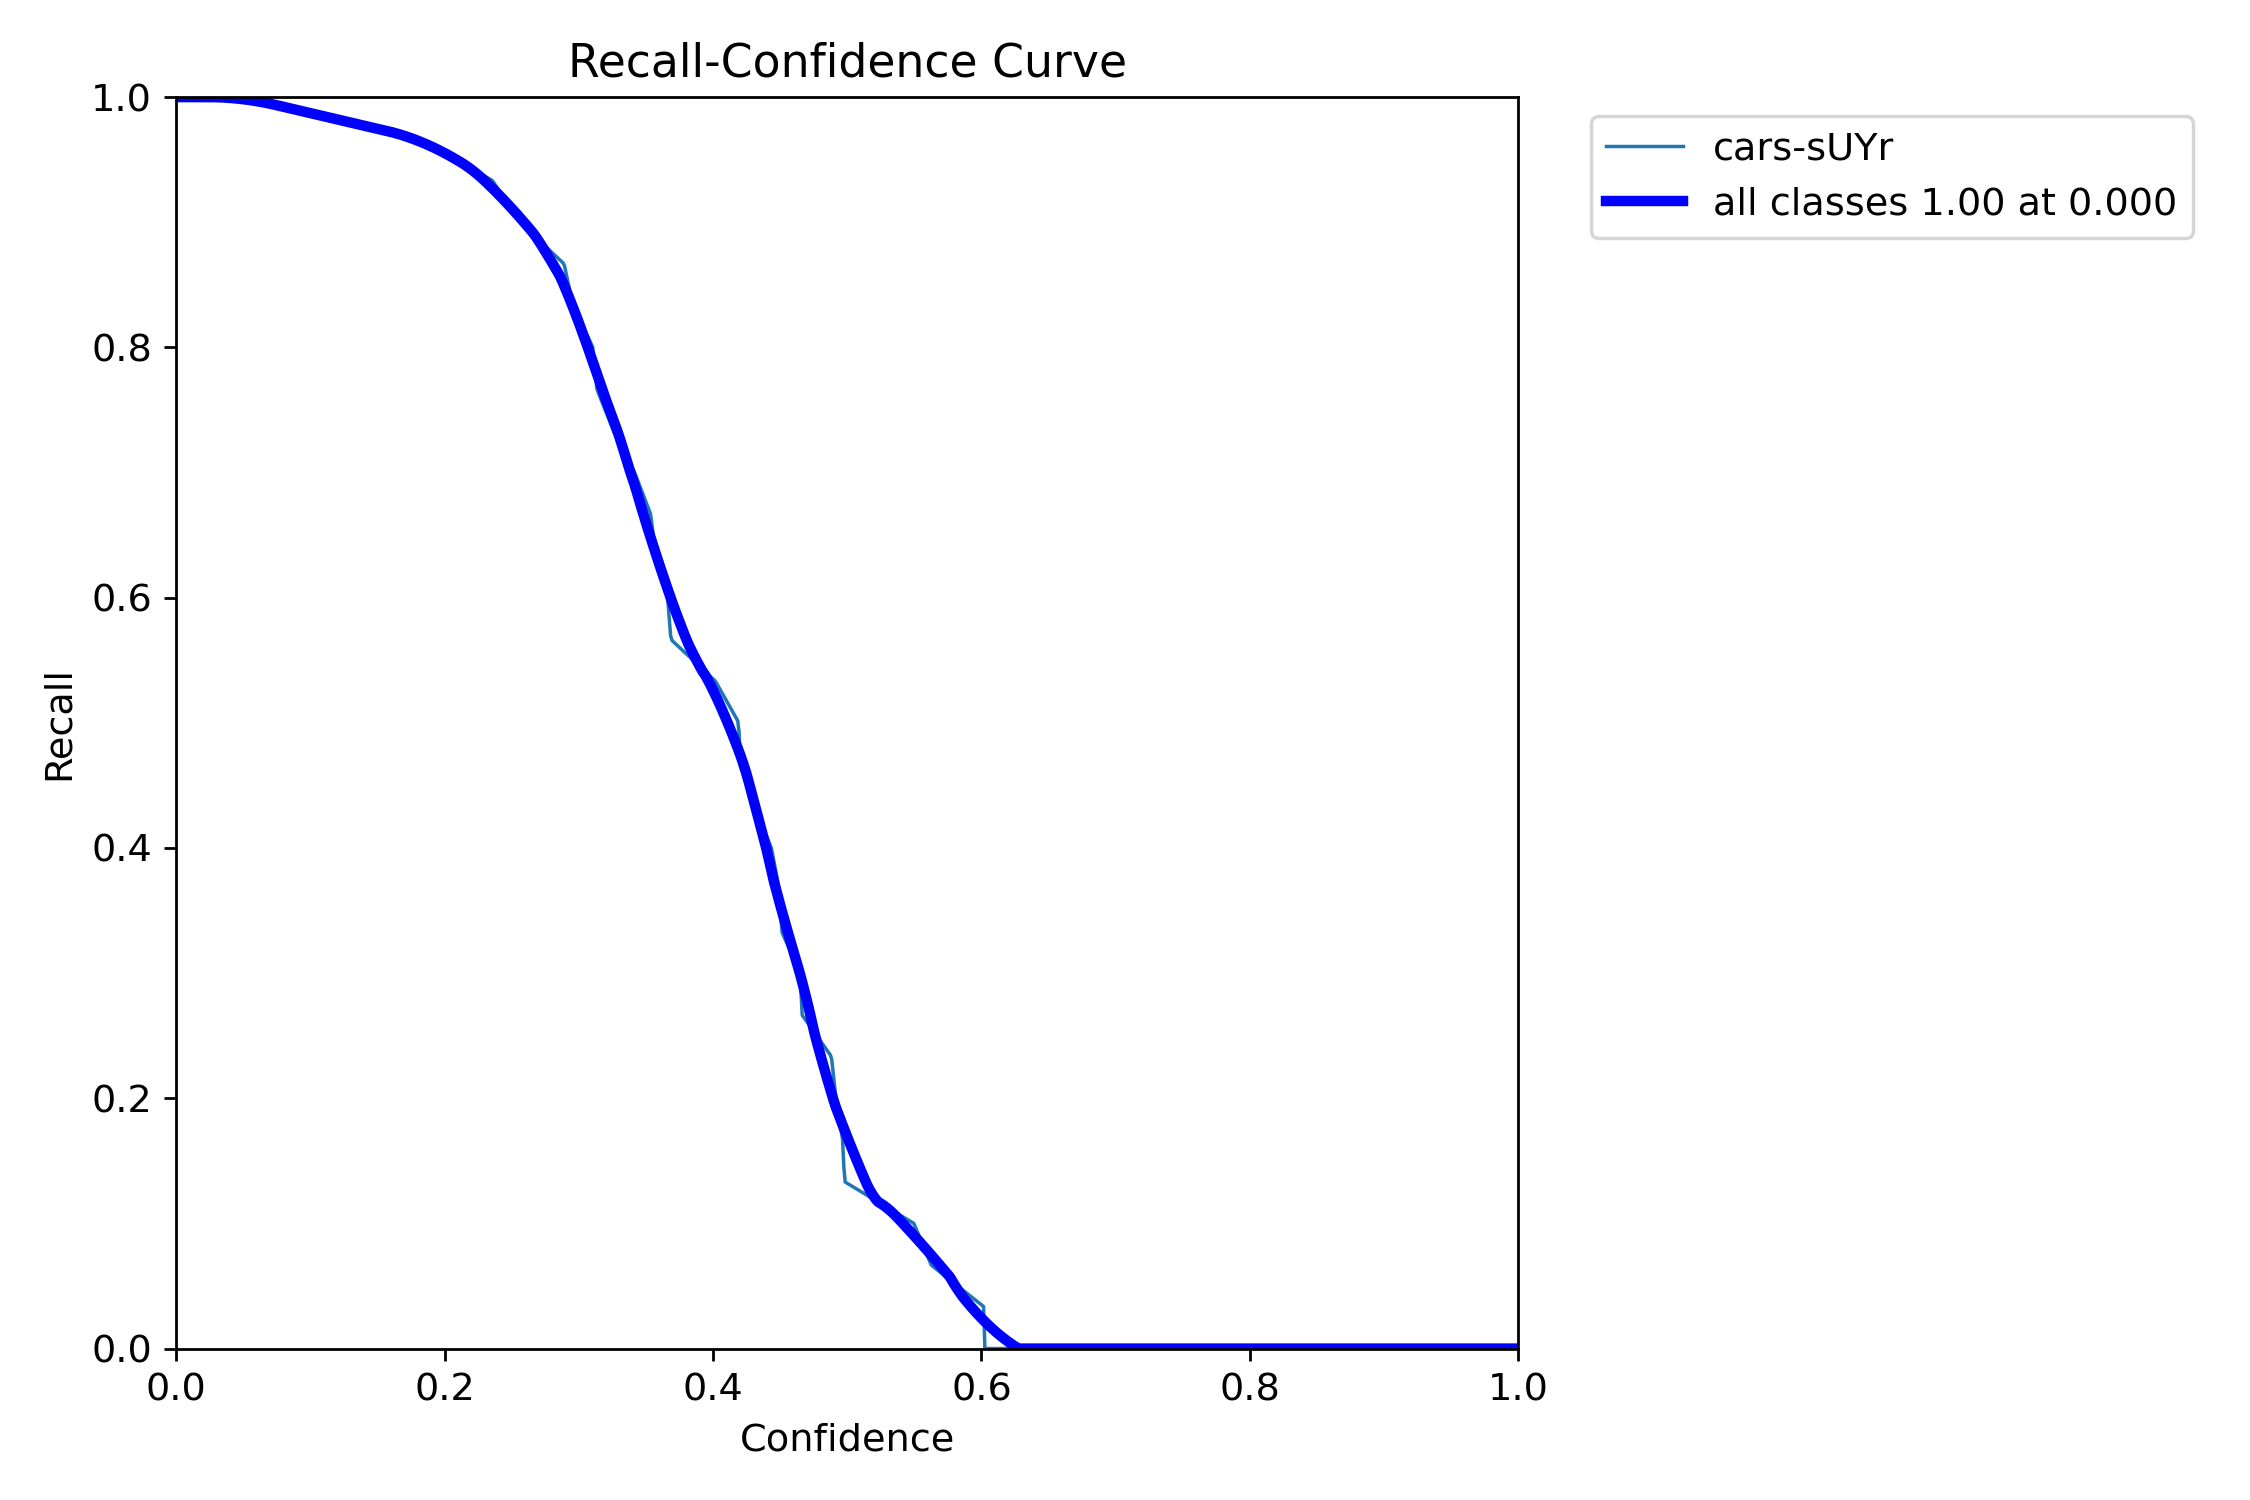 Recall-Confidence Curve
1.0
0.8
0.6
0.4
0.2
0.0
Recall
0.0 0.2 0.4 0.6 0.8 1.0
Confidence
cars-sUYr
all classes 1.00 at 0.000